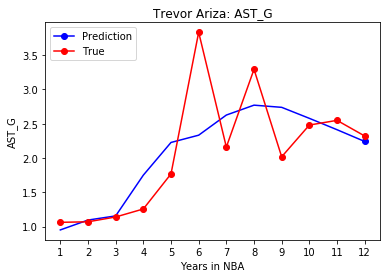 Trevor Ariza: AST_G
Prediction
True
3.5
3.0
2.5
2.0
1.5
1.0
AST_G
1 2 3 4 5 6 7 8 9 10 11 12
Years in NBA